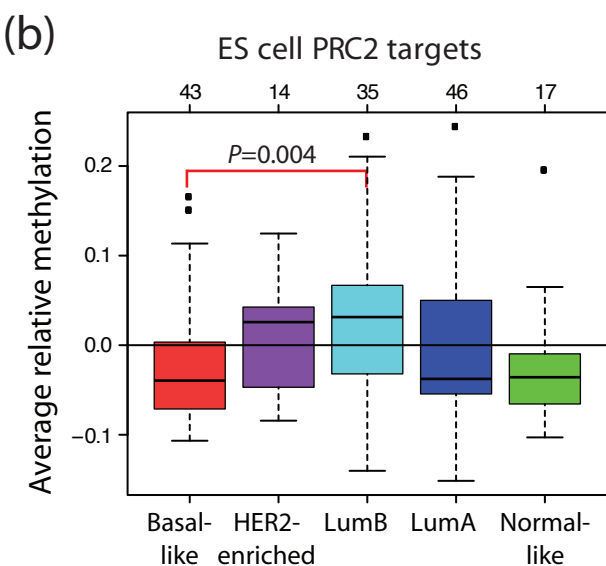 (b)
ES cell PRC2 targets
43 14 35 46 17
Average relative methylation
0.2
0.1
0.0
−0.1
P=0.004
Basal-like HER2-enriched LumB LumA Normal-like